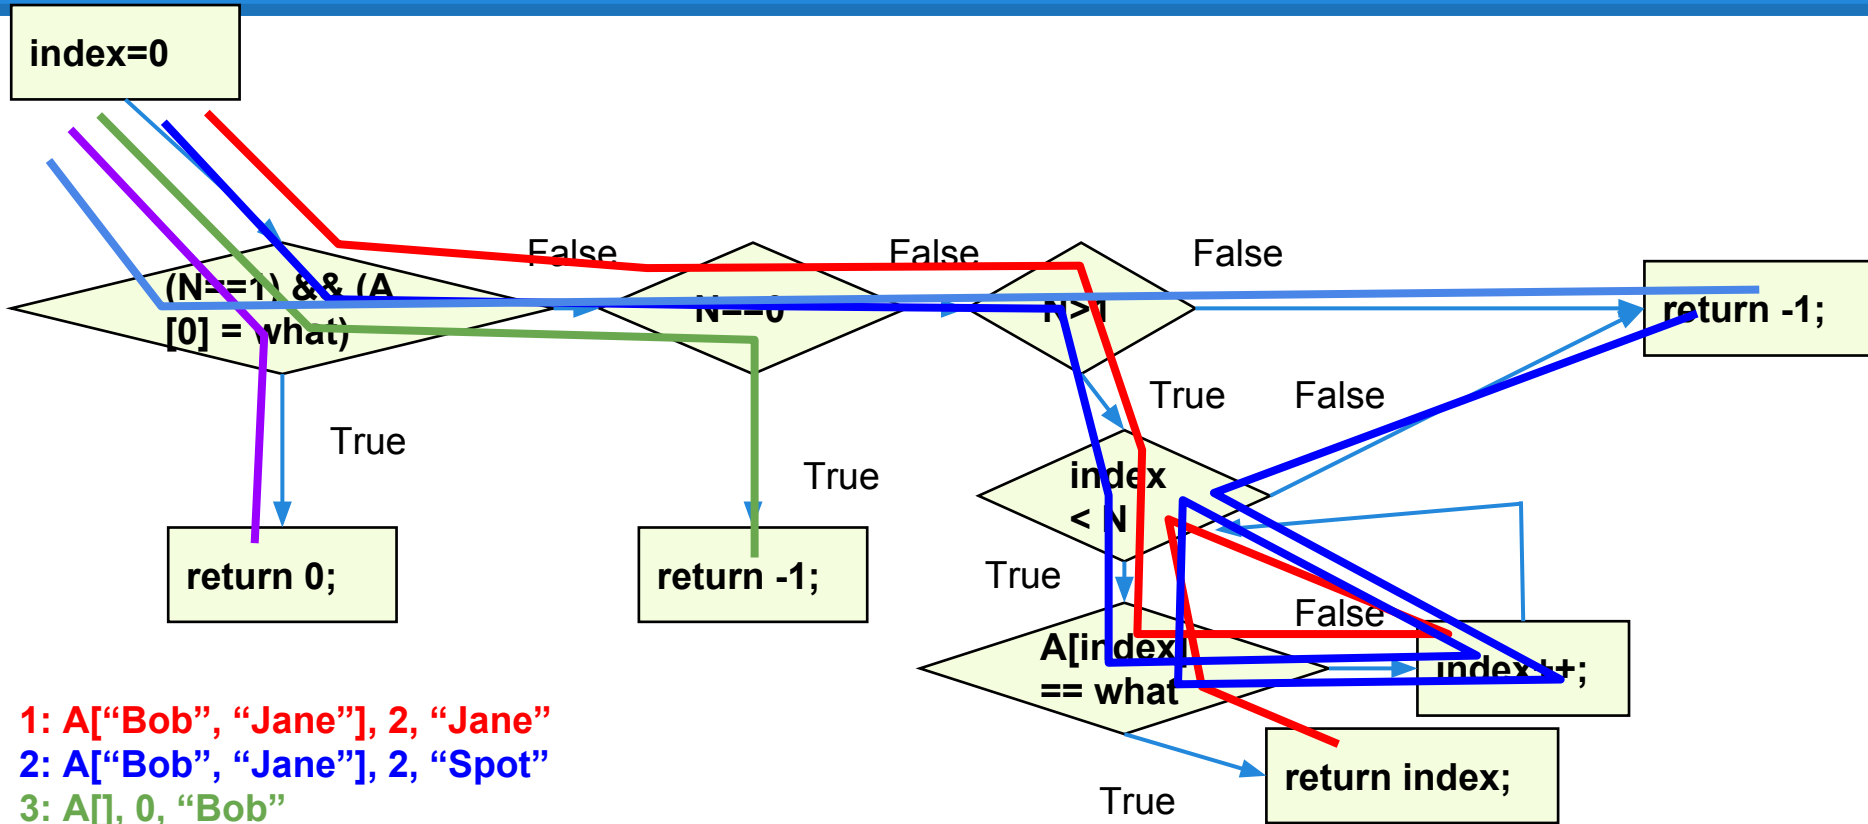 index=0
False
False
False
(N==1) && (A
[0] = what)
N==0
N>1
return -1;
True
False
True
True
index
< N
return 0;
return -1;
True
False
A[index]
== what
index++;
1: A[“Bob”, “Jane”], 2, “Jane”
2: A[“Bob”, “Jane”], 2, “Spot”
3: A[], 0, “Bob”
return index;
True